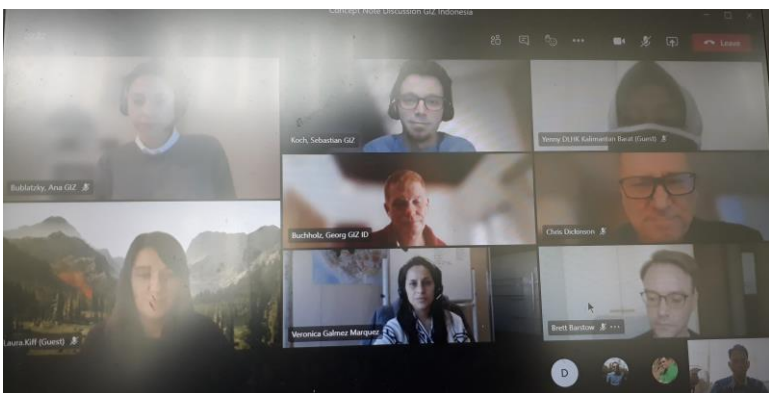 Concept Note Discussion GIZ Indonesia
Leave
Bublatzky, Ana GIZ
Koch, Sebastian GIZ
Yenny DLHK Kalimantan Barat (Guest)
Buchholz, Georg GIZ ID
Chris Dickinson
Laura.Kiff (Guest)
Veronica Galmez Marquez
Brett Barstow
D